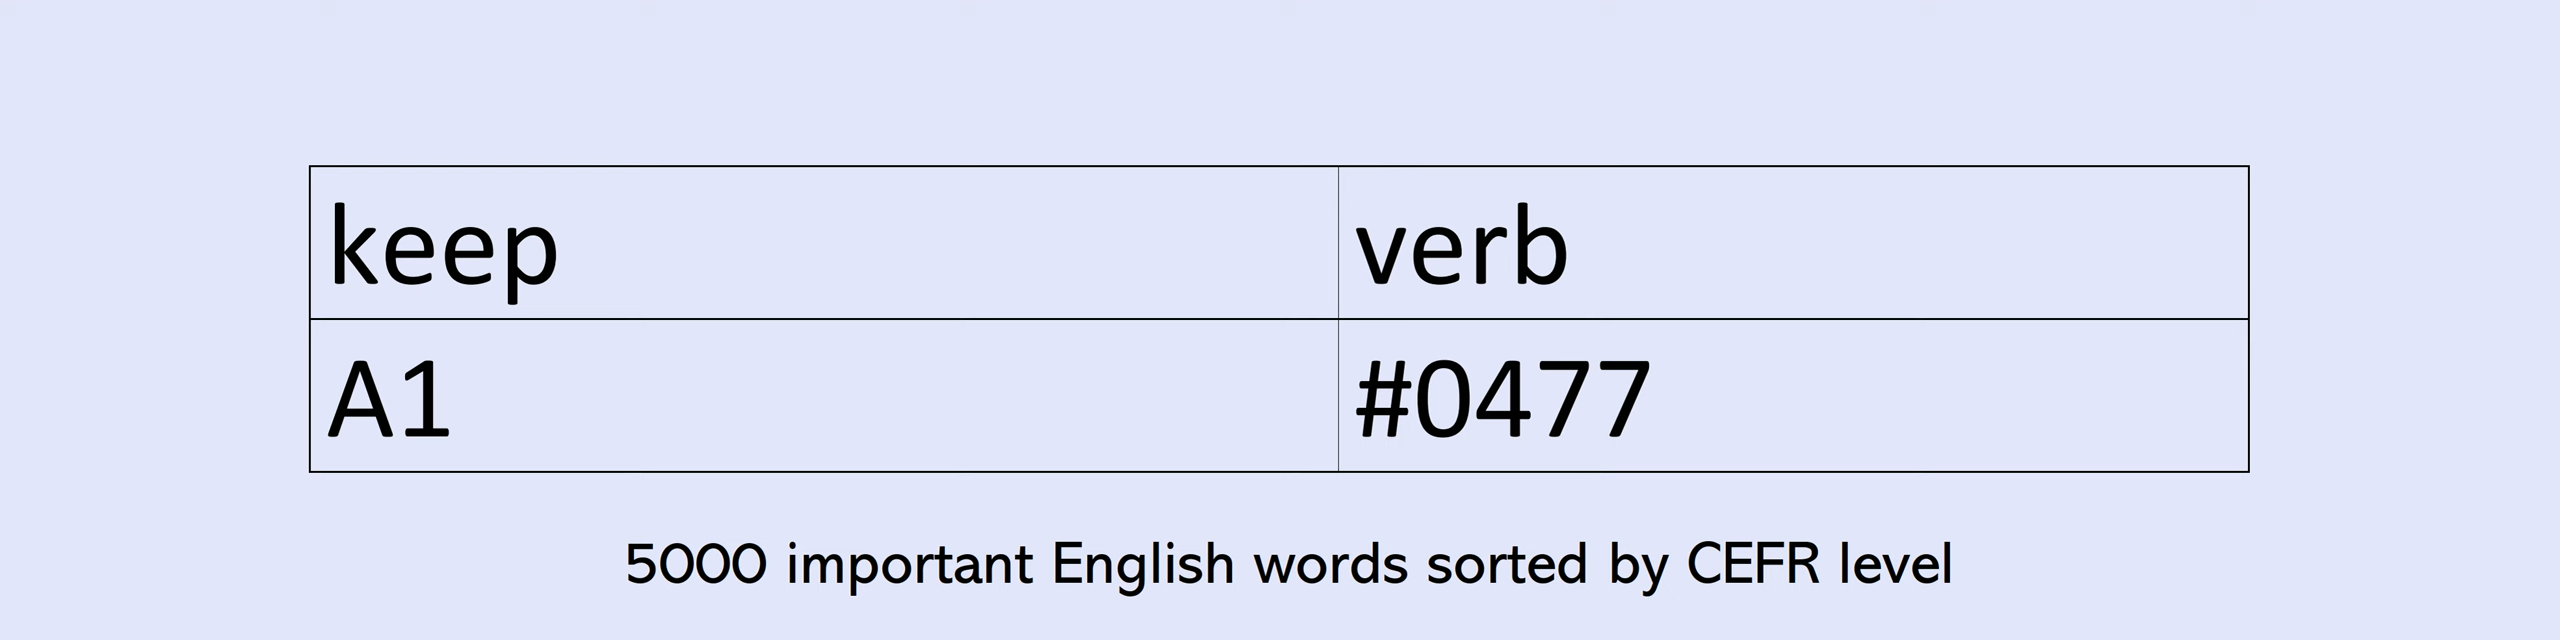 keep verb
A1 #0477
5000 important English words sorted by CEFR level